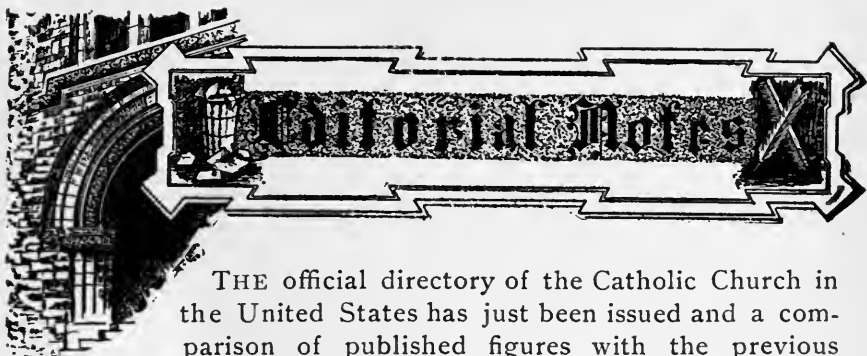 Editorial Notes
THE official directory of the Catholic Church in
the United States has just been issued and a com-
parison of published figures with the previous